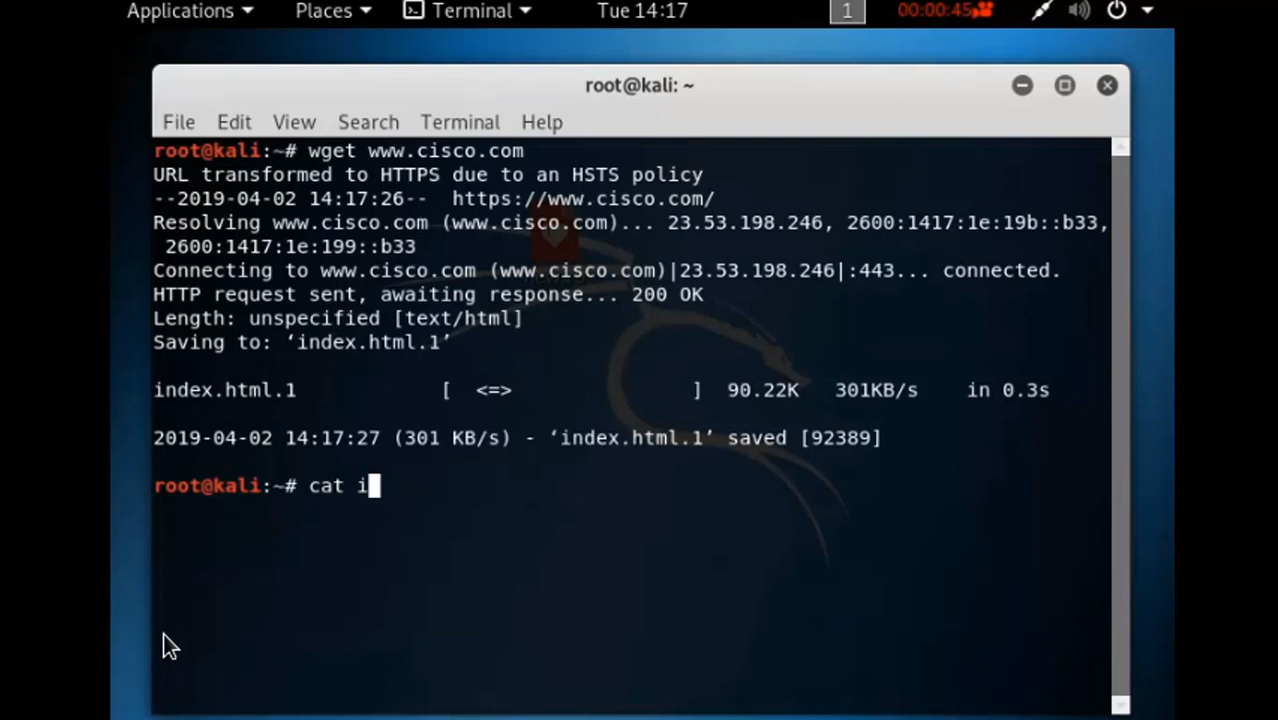 Applications Places Terminal Tue 14:17 1 00:00:45
root@kali: ~
File Edit View Search Terminal Help
root@kali:~# wget www.cisco.com
URL transformed to HTTPS due to an HSTS policy
--2019-04-02 14:17:26-- https://www.cisco.com/
Resolving www.cisco.com (www.cisco.com)... 23.53.198.246, 2600:1417:1e:19b::b33,
2600:1417:1e:199::b33
Connecting to www.cisco.com (www.cisco.com)|23.53.198.246|:443... connected.
HTTP request sent, awaiting response... 200 OK
Length: unspecified [text/html]
Saving to: ‘index.html.1’
index.html.1 [ <=> ] 90.22K 301KB/s in 0.3s
2019-04-02 14:17:27 (301 KB/s) - ‘index.html.1’ saved [92389]
root@kali:~# cat i